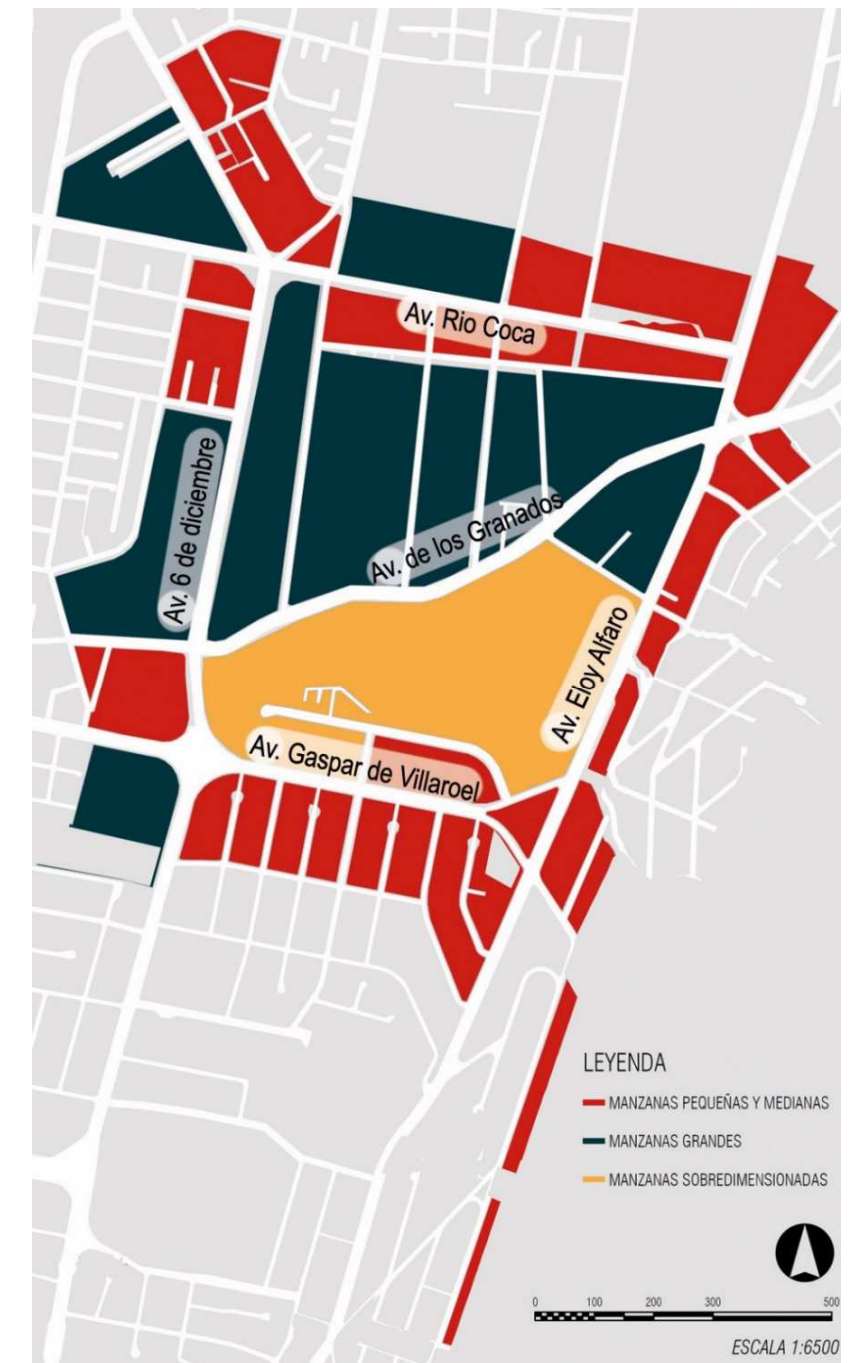 Av. Rio Coca
Av. 6 de diciembre
Av. de los Granados
Av. Eloy Alfaro
Av. Gaspar de Villaroel
LEYENDA
MANZANAS PEQUEÑAS Y MEDIANAS
MANZANAS GRANDES
MANZANAS SOBREDIMENSIONADAS
0 100 200 300 500
ESCALA 1:6500